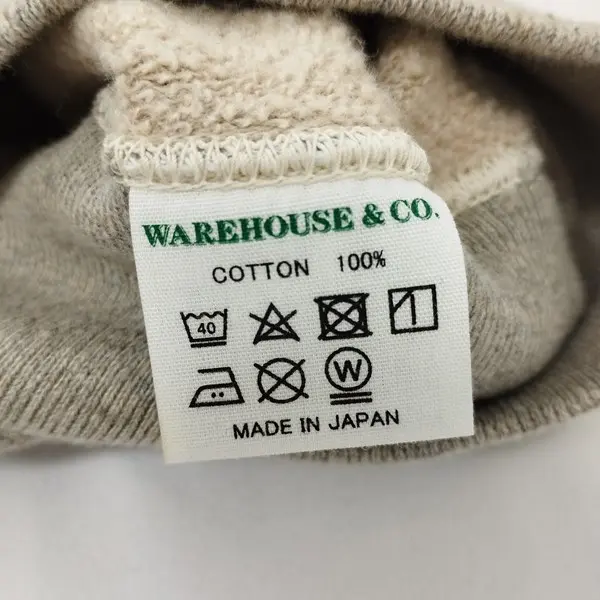 WAREHOUSE & CO.
COTTON 100%
40
W
MADE IN JAPAN